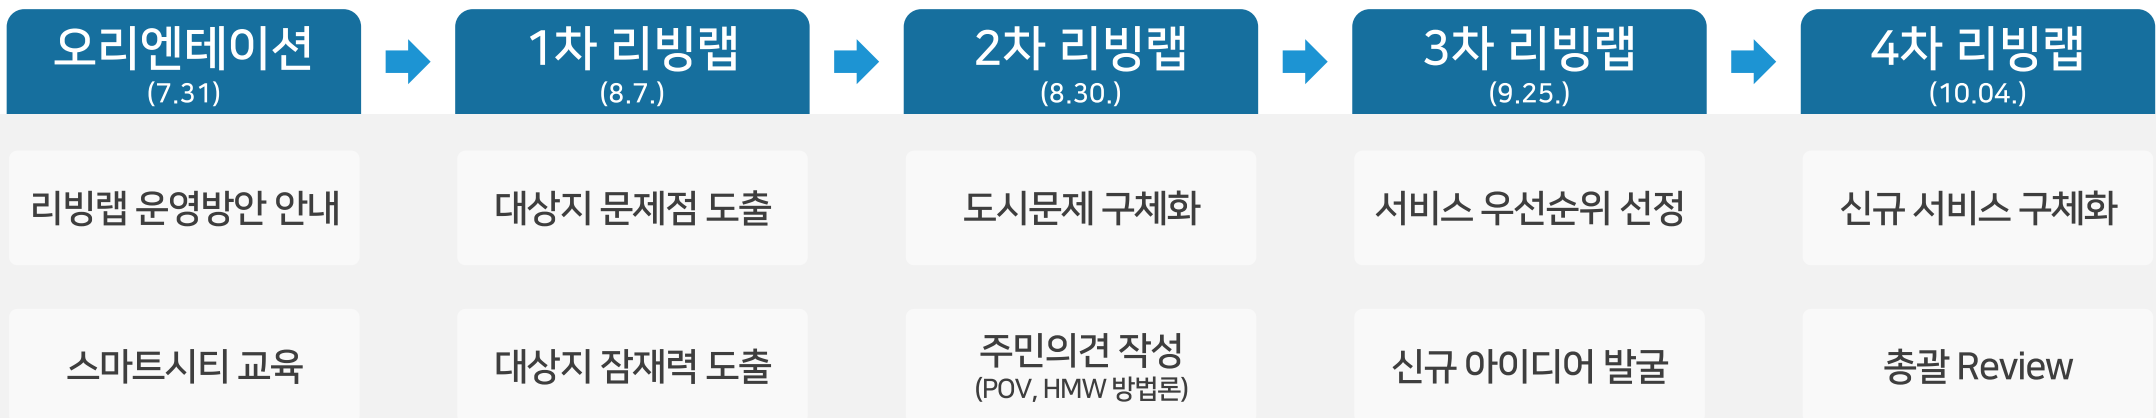 오리엔테이션
(7.31)
1차 리빙랩
(8.7.)
2차 리빙랩
(8.30.)
3차 리빙랩
(9.25.)
4차 리빙랩
(10.04.)
리빙랩 운영방안 안내
대상지 문제점 도출
도시문제 구체화
서비스 우선순위 선정
신규 서비스 구체화
스마트시티 교육
대상지 잠재력 도출
주민의견 작성
(POV, HMW 방법론)
신규 아이디어 발굴
총괄 Review